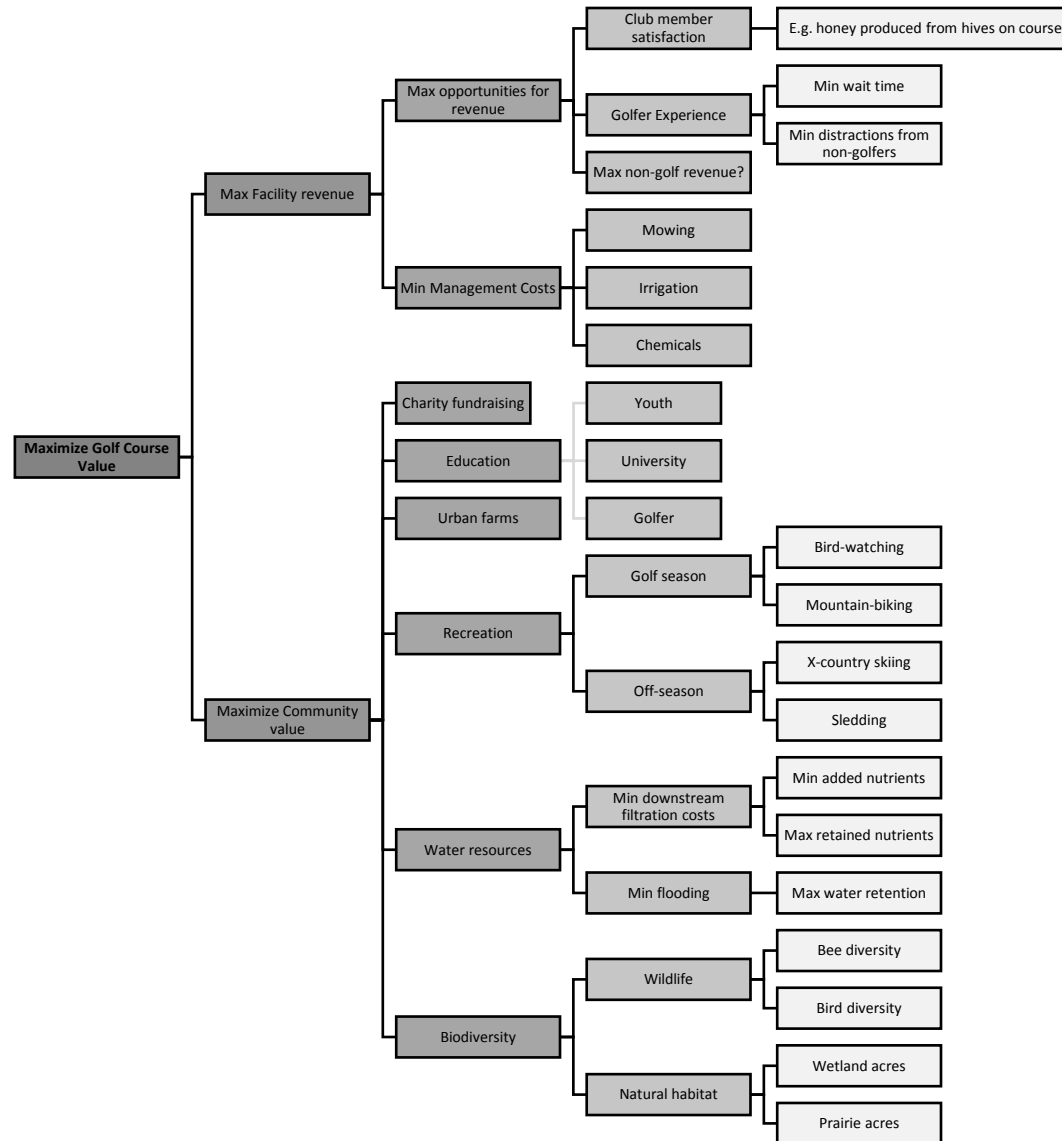 Club member
satisfaction
E.g. honey produced from hives on course
Max opportunities for
revenue
Min wait time
Golfer Experience
Min distractions from
non-golfers
Max Facility revenue
Max non-golf revenue?
Mowing
Min Management Costs
Irrigation
Chemicals
Charity fundraising
Youth
Maximize Golf Course
Value
Education
University
Urban farms
Golfer
Bird-watching
Golf season
Mountain-biking
Recreation
X-country skiing
Off-season
Sledding
Maximize Community
value
Min added nutrients
Min downstream
filtration costs
Max retained nutrients
Water resources
Min flooding
Max water retention
Bee diversity
Wildlife
Bird diversity
Biodiversity
Wetland acres
Natural habitat
Prairie acres